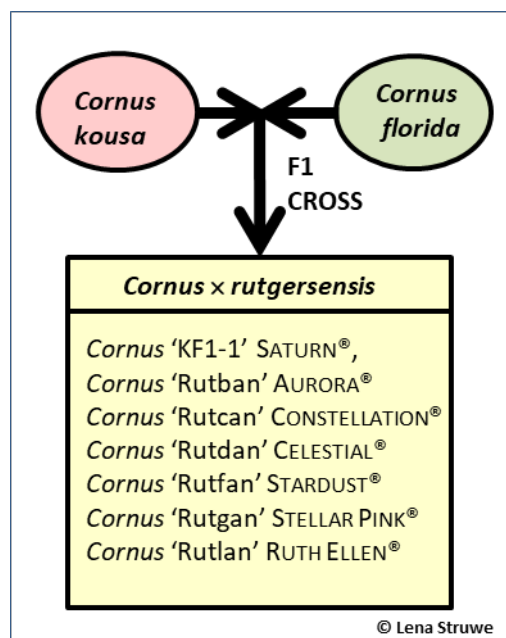 Cornus
kousa
Cornus
florida
F1
CROSS
Cornus × rutgersensis
Cornus ‘KF1-1’ SATURN®,
Cornus ‘Rutban’ AURORA®
Cornus ‘Rutcan’ CONSTELLATION®
Cornus ‘Rutdan’ CELESTIAL®
Cornus ‘Rutfan’ STARDUST®
Cornus ‘Rutgan’ STELLAR PINK®
Cornus ‘Rutlan’ RUTH ELLEN®
© Lena Struwe